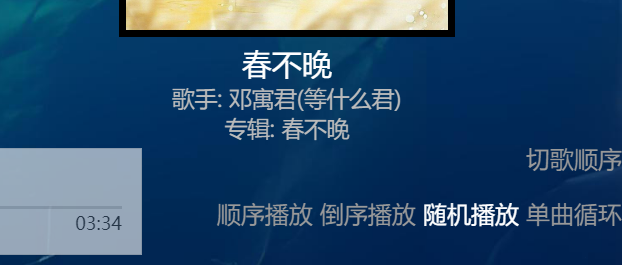 春不晚
歌手: 邓寓君(等什么君)
专辑: 春不晚
切歌顺序
03:34
顺序播放 倒序播放 随机播放 单曲循环